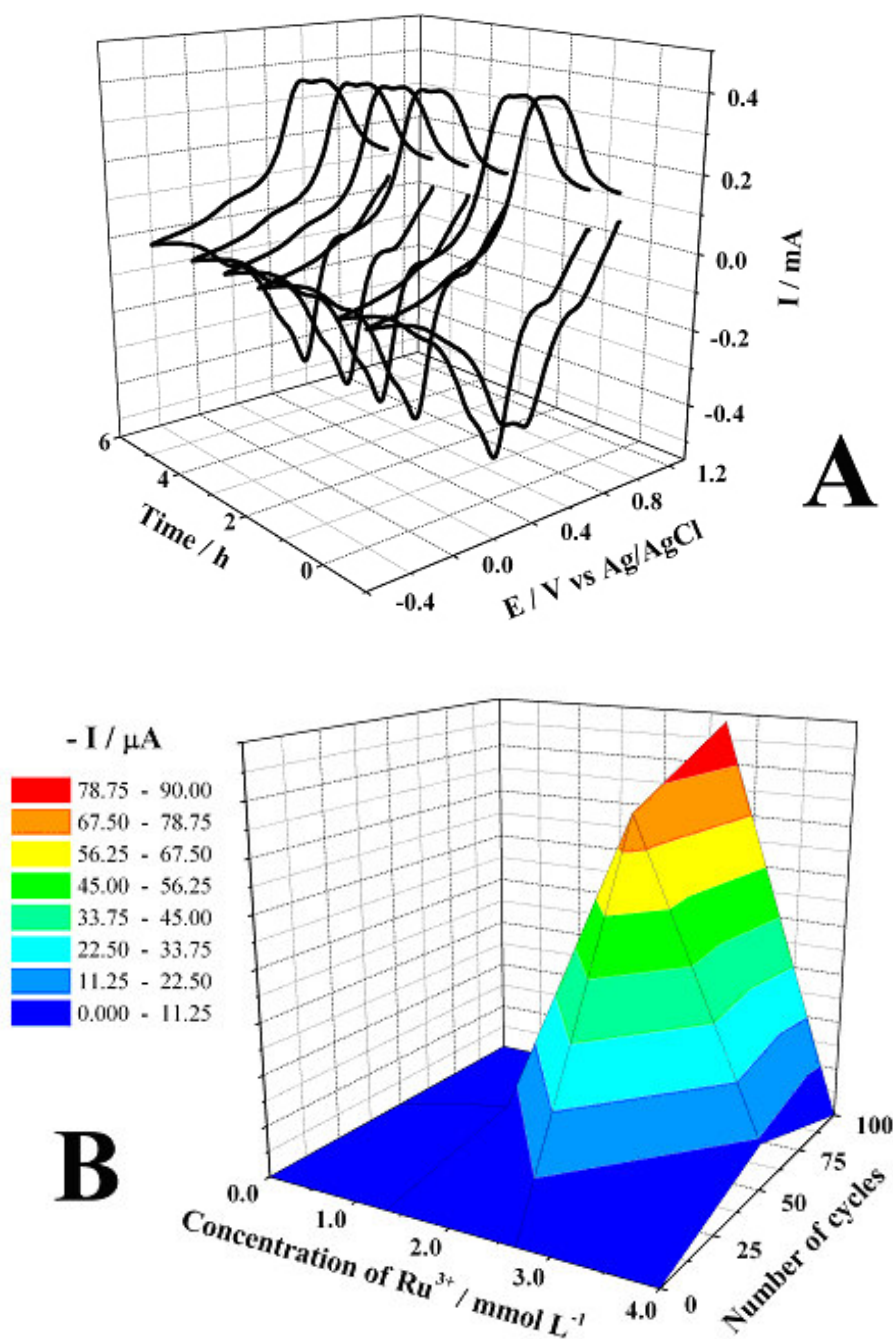 0.4
0.2
0.0
-0.2
-0.4
I / mA
6
4
2
0
Time / h
-0.4
0.0
0.4
0.8
1.2
E / V vs Ag/AgCl
A
- I / μA
78.75 - 90.00
67.50 - 78.75
56.25 - 67.50
45.00 - 56.25
33.75 - 45.00
22.50 - 33.75
11.25 - 22.50
0.000 - 11.25
B
0.0
1.0
2.0
3.0
4.0
Concentration of Ru³⁺ / mmol L⁻¹
0
25
50
75
100
Number of cycles